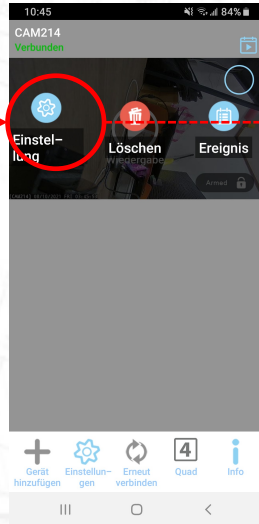 10:45
84%
CAM214
Verbunden
Einstel-
lung
Löschen
Ereignis
Wiedergabe
Armed
Gerät
hinzufügen
Einstellun-
gen
Erneut
verbinden
4
Quad
Info